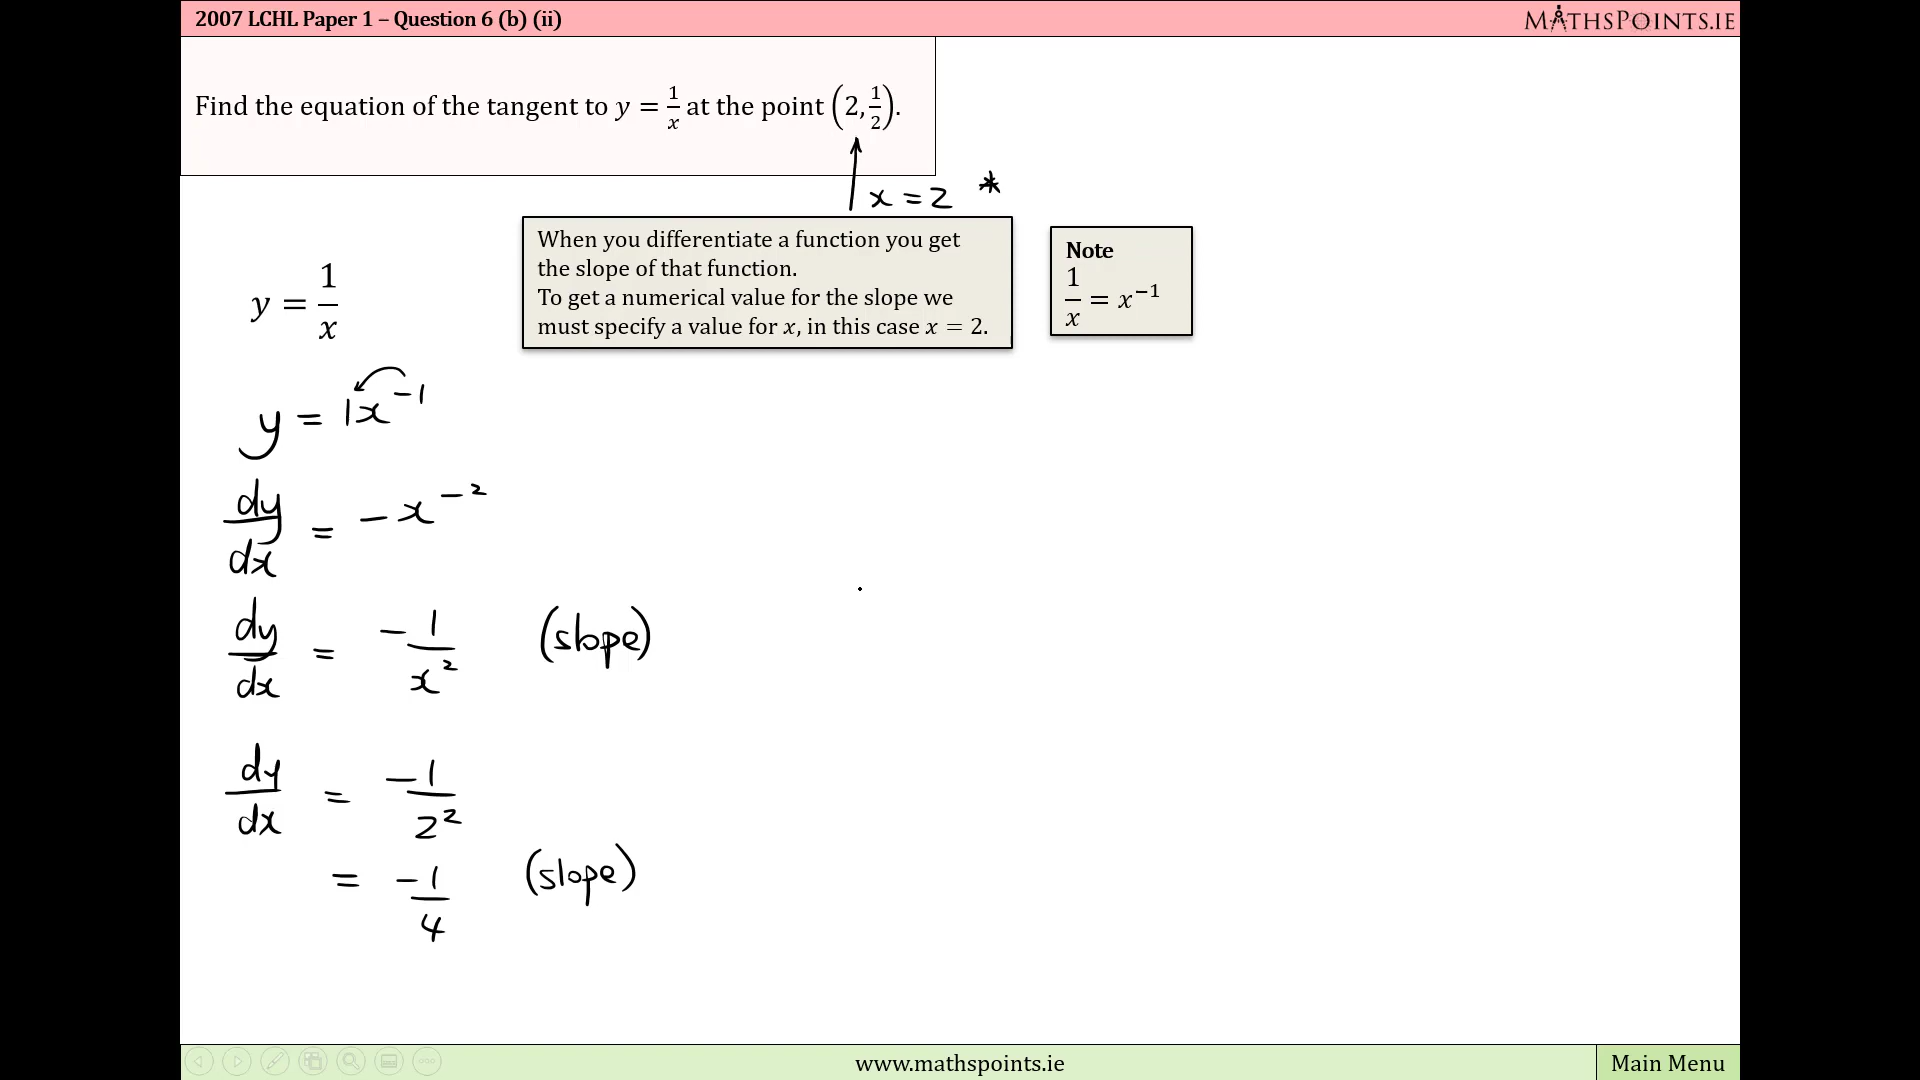 2007 LCHL Paper 1 – Question 6 (b) (ii)
MATHSPOINTS.IE
Find the equation of the tangent to y = 1/x at the point (2, 1/2).
x = 2 *
When you differentiate a function you get
the slope of that function.
To get a numerical value for the slope we
must specify a value for x, in this case x = 2.
Note
1/x = x⁻¹
y = 1/x
y = 1x⁻¹
dy/dx = -x⁻²
dy/dx = -1/x² (slope)
dy/dx = -1/2²
= -1/4 (slope)
www.mathspoints.ie
Main Menu